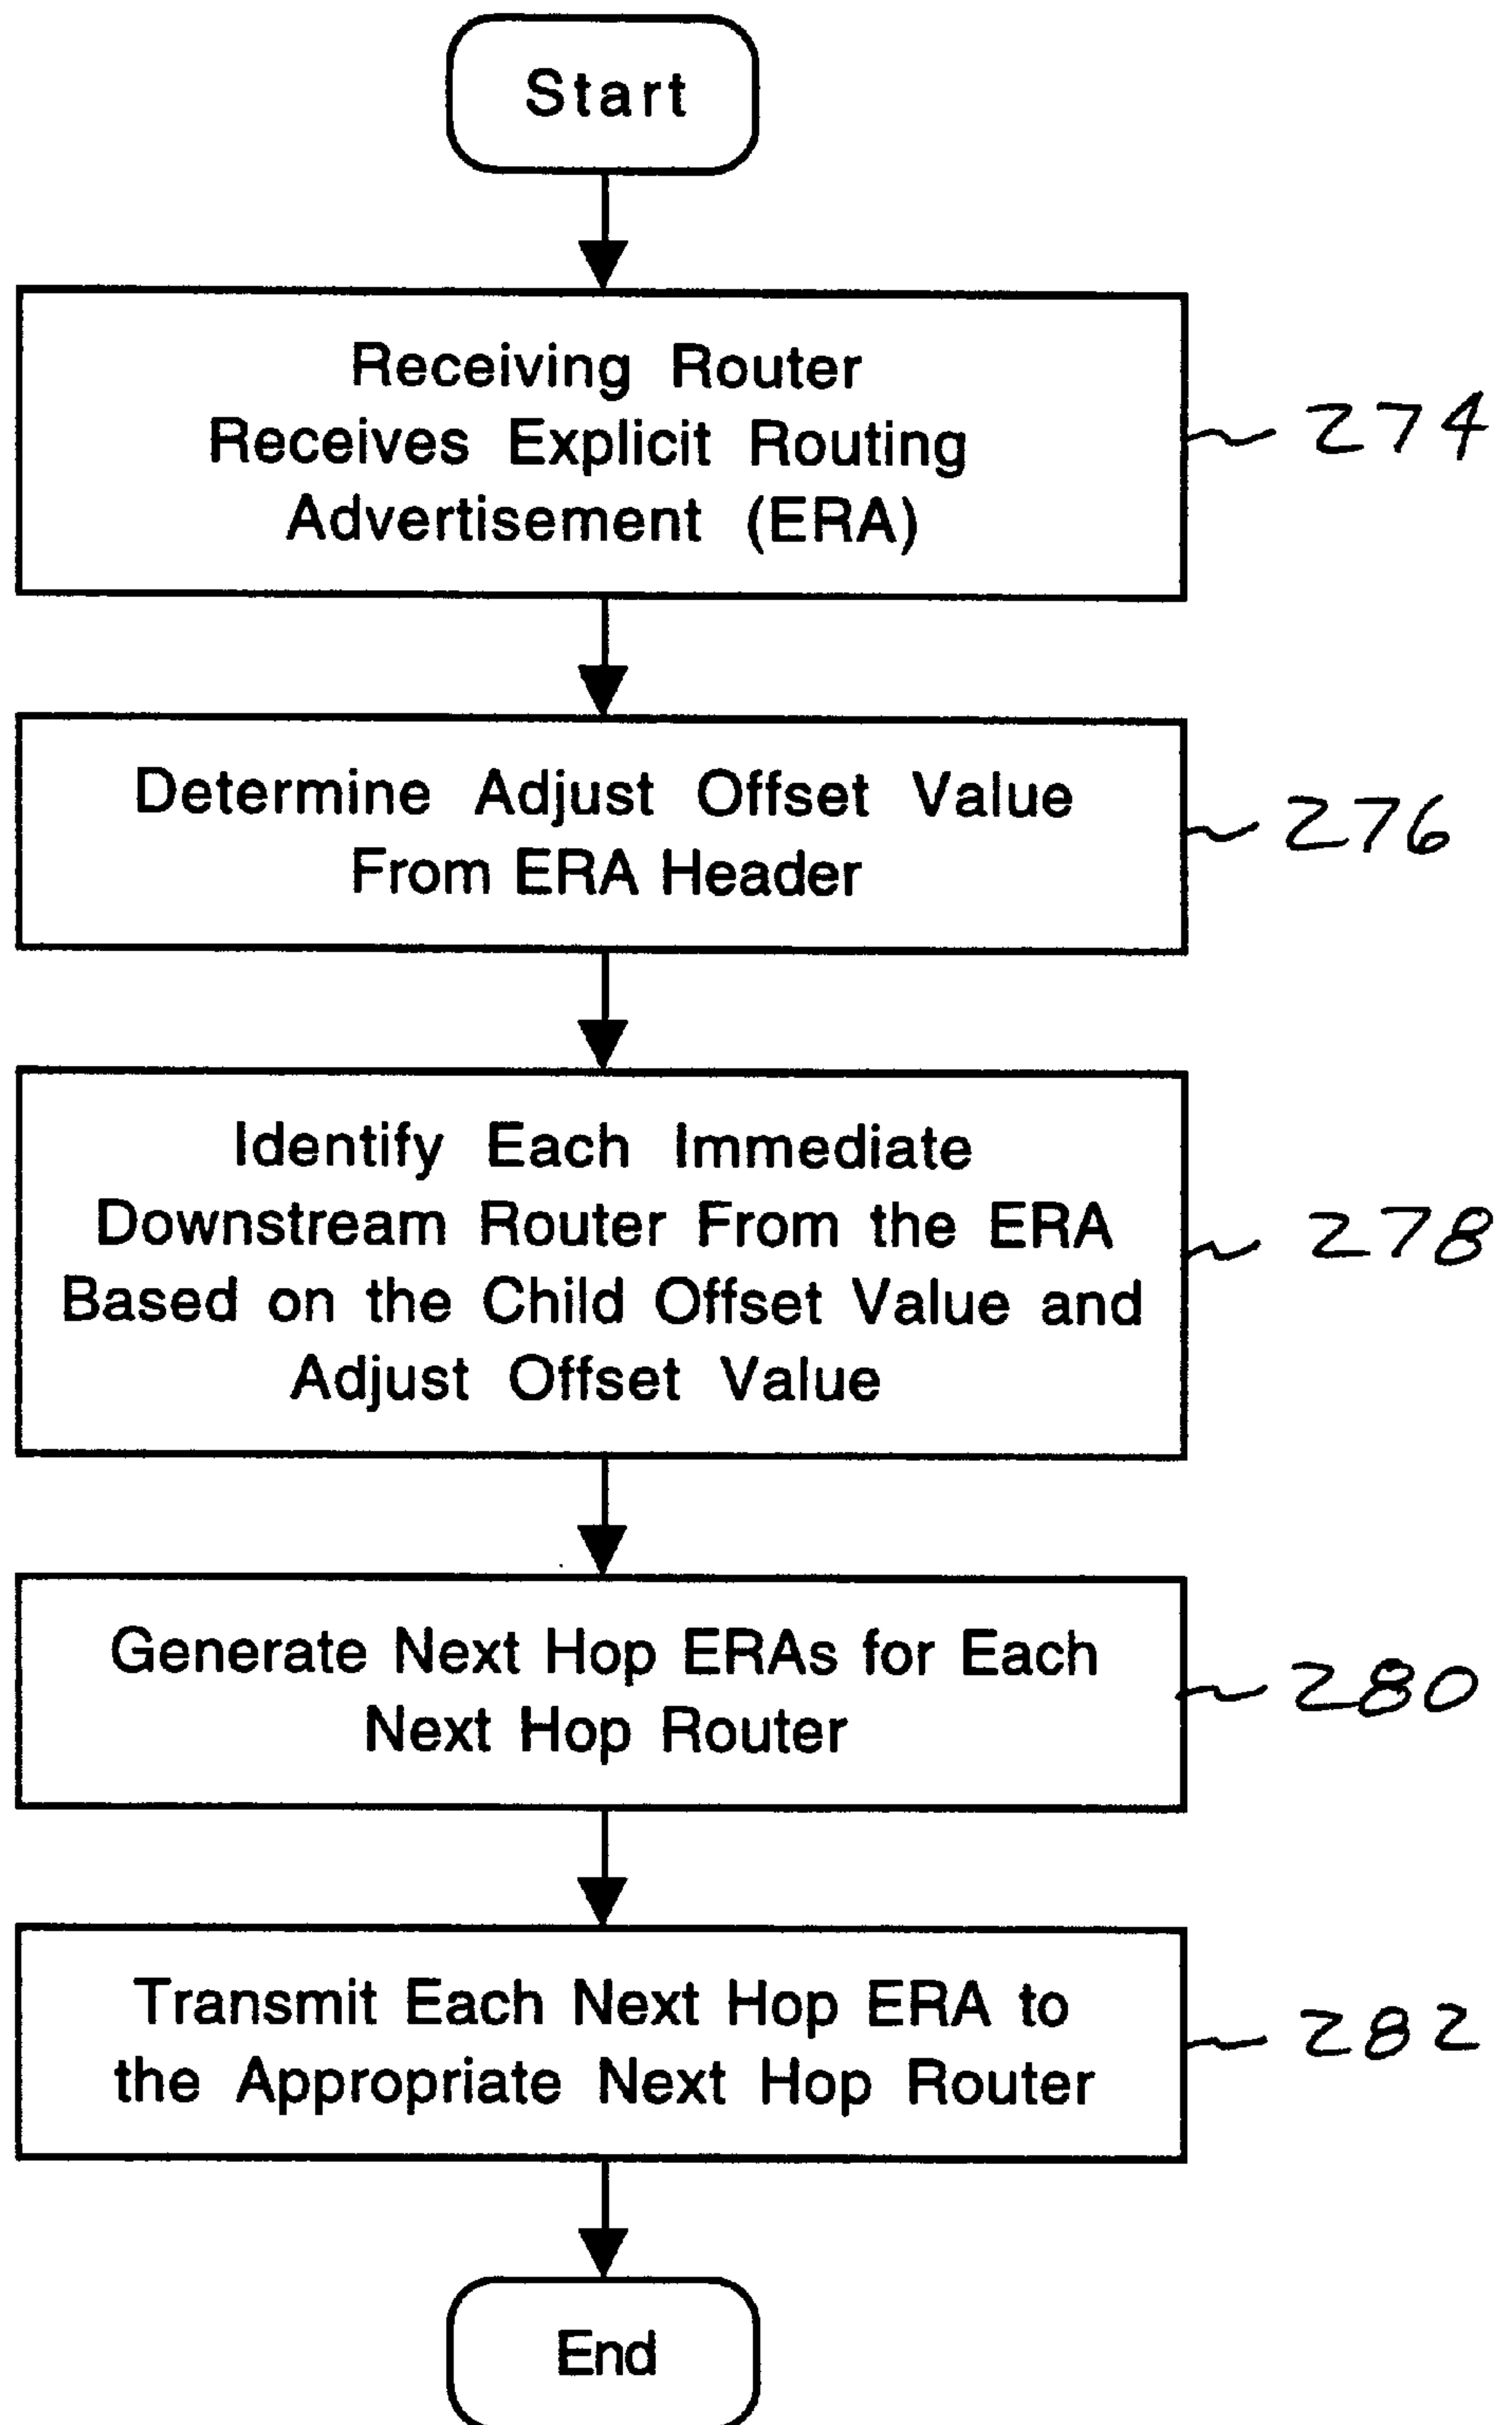 Start
Receiving Router
Receives Explicit Routing
Advertisement (ERA)
274
Determine Adjust Offset Value
From ERA Header
276
Identify Each Immediate
Downstream Router From the ERA
Based on the Child Offset Value and
Adjust Offset Value
278
Generate Next Hop ERAs for Each
Next Hop Router
280
Transmit Each Next Hop ERA to
the Appropriate Next Hop Router
282
End